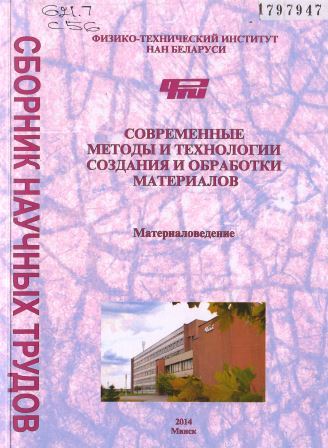 621.7
С56
1797947
ФИЗИКО-ТЕХНИЧЕСКИЙ ИНСТИТУТ
НАН БЕЛАРУСИ
ФТИ
СОВРЕМЕННЫЕ
МЕТОДЫ И ТЕХНОЛОГИИ
СОЗДАНИЯ И ОБРАБОТКИ
МАТЕРИАЛОВ
Материаловедение
СБОРНИК НАУЧНЫХ ТРУДОВ
2014
Минск